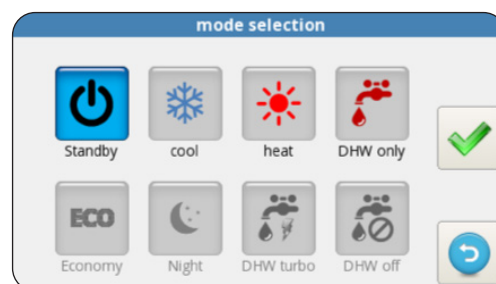 mode selection
Standby cool heat DHW only
ECO
Economy Night DHW turbo DHW off